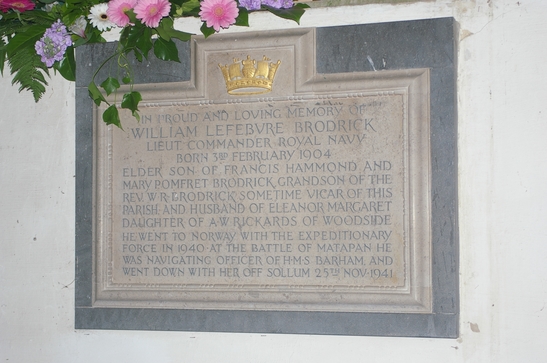 IN PROUD AND LOVING MEMORY OF
WILLIAM LEFEBVRE BRODRICK
LIEUT COMMANDER ROYAL NAVY
BORN 3RD FEBRUARY 1904
ELDER SON OF FRANCIS HAMMOND AND
MARY POMFRET BRODRICK, GRANDSON OF THE
REV. W·R·BRODRICK SOMETIME VICAR OF THIS
PARISH AND HUSBAND OF ELEANOR MARGARET
DAUGHTER OF A·W·RICKARDS OF WOODSIDE
HE WENT TO NORWAY WITH THE EXPEDITIONARY
FORCE IN 1940·AT THE BATTLE OF MATAPAN HE
WAS NAVIGATING OFFICER OF H·M·S BARHAM, AND
WENT DOWN WITH HER OFF SOLLUM 25TH NOV·1941